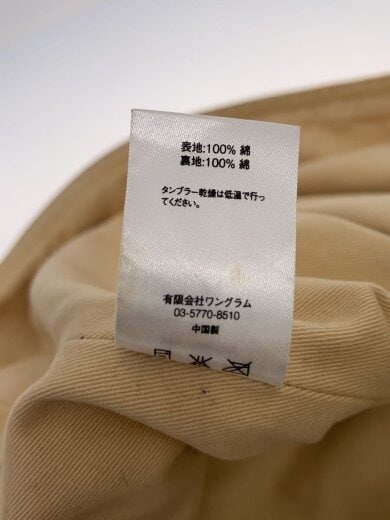 表地:100% 綿
裏地:100% 綿
タンブラー乾燥は低温で行っ
てください。
有限会社ワングラム
03-5770-8510
中国製